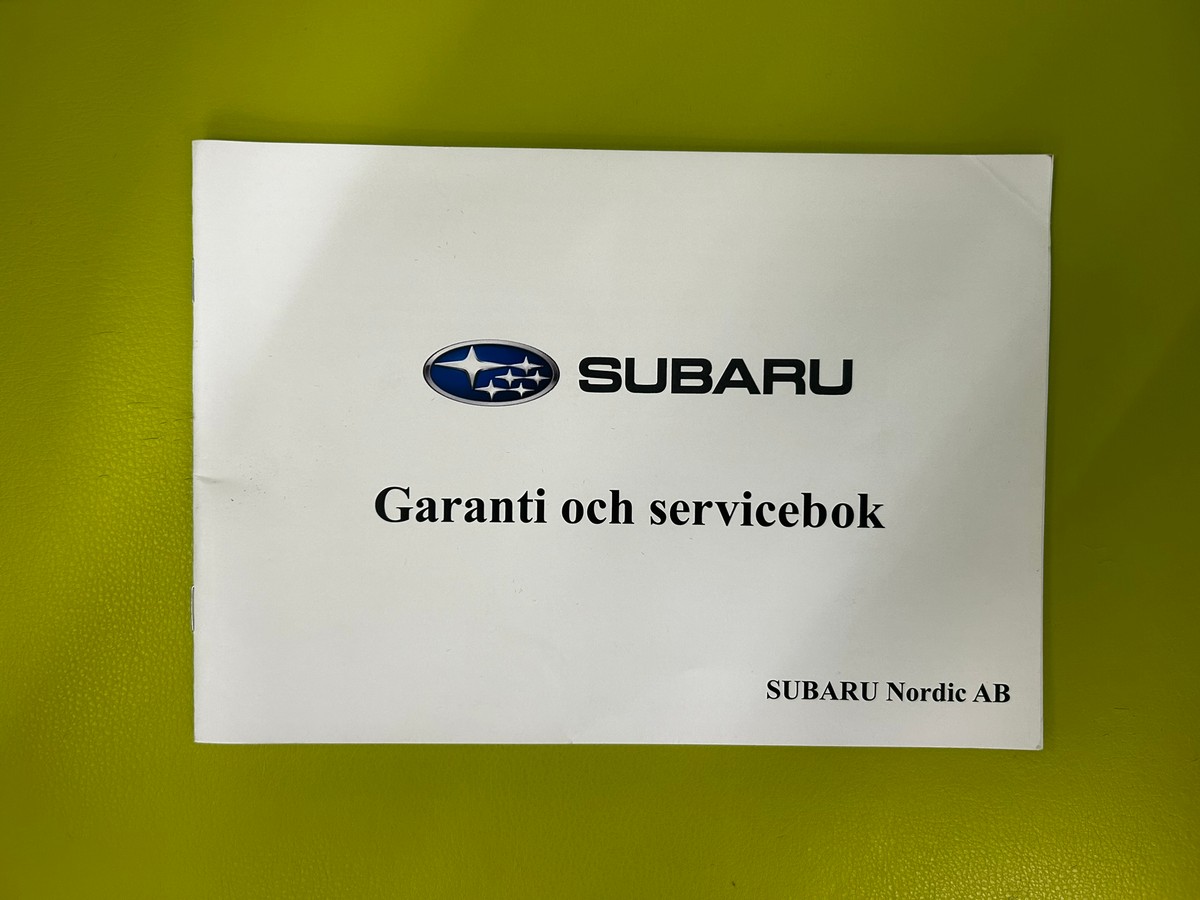 SUBARU
Garanti och servicebok
SUBARU Nordic AB